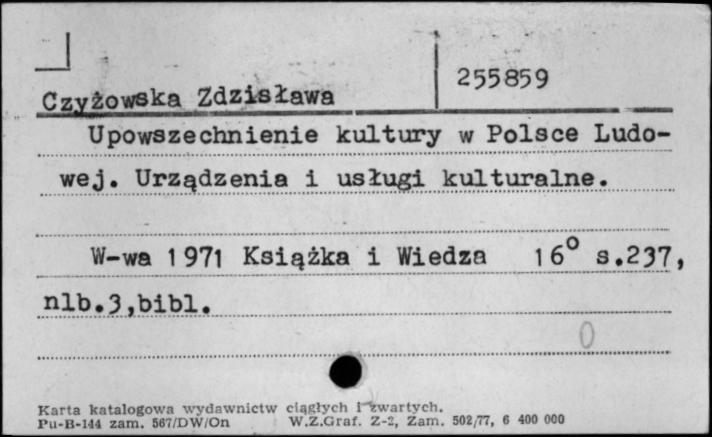 255859
Czyżowska Zdzisława
Upowszechnienie kultury w Polsce Ludo-
wej. Urządzenia i usługi kulturalne.
W-wa 1971 Książka i Wiedza 16° s.237,
nlb.3,bibl.
0
Karta katalogowa wydawnictw ciągłych i zwartych.
Pu-B-144 zam. 567/DW/On W.Z.Graf. Z-2, Zam. 502/77, 6 400 000